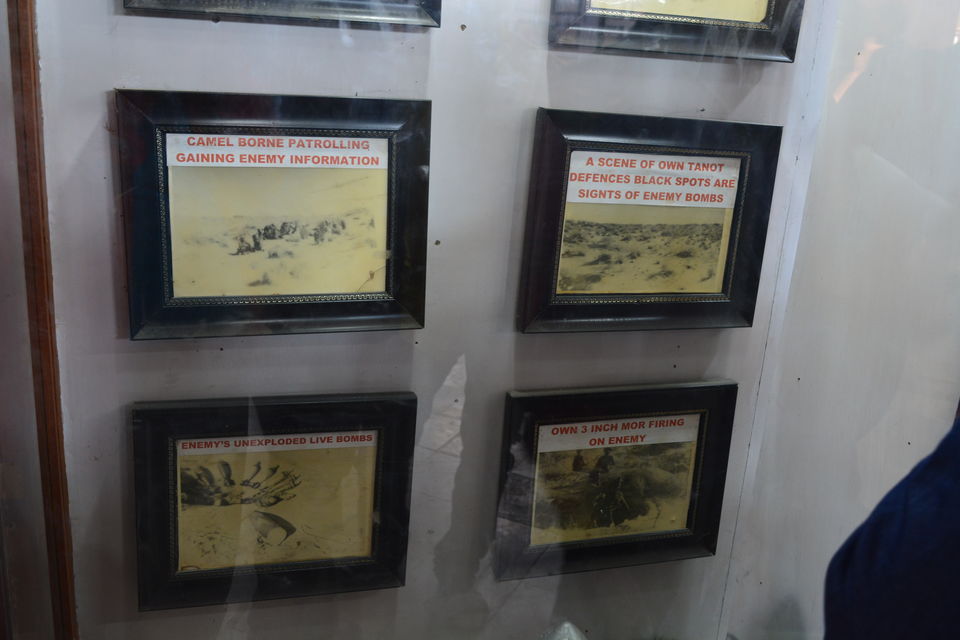 CAMEL BORNE PATROLLING
GAINING ENEMY INFORMATION
A SCENE OF OWN TANOT
DEFENCES BLACK SPOTS ARE
SIGNTS OF ENEMY BOMBS
ENEMY'S UNEXPLODED LIVE BOMBS
OWN 3 INCH MOR FIRING
ON ENEMY